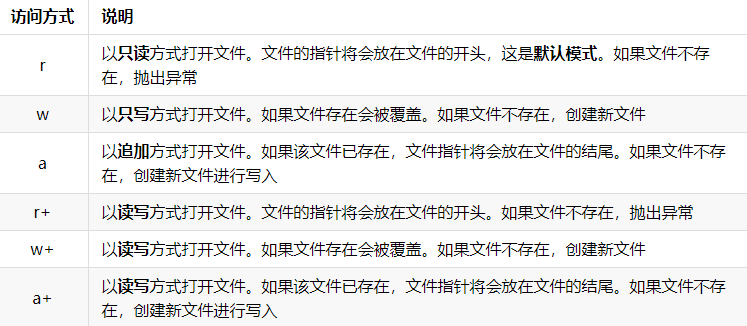 访问方式 说明
r 以只读方式打开文件。文件的指针将会放在文件的开头，这是默认模式。如果文件不存
在，抛出异常
w 以只写方式打开文件。如果文件存在会被覆盖。如果文件不存在，创建新文件
a 以追加方式打开文件。如果该文件已存在，文件指针将会放在文件的结尾。如果文件不存
在，创建新文件进行写入
r+ 以读写方式打开文件。文件的指针将会放在文件的开头。如果文件不存在，抛出异常
w+ 以读写方式打开文件。如果文件存在会被覆盖。如果文件不存在，创建新文件
a+ 以读写方式打开文件。如果该文件已存在，文件指针将会放在文件的结尾。如果文件不存
在，创建新文件进行写入